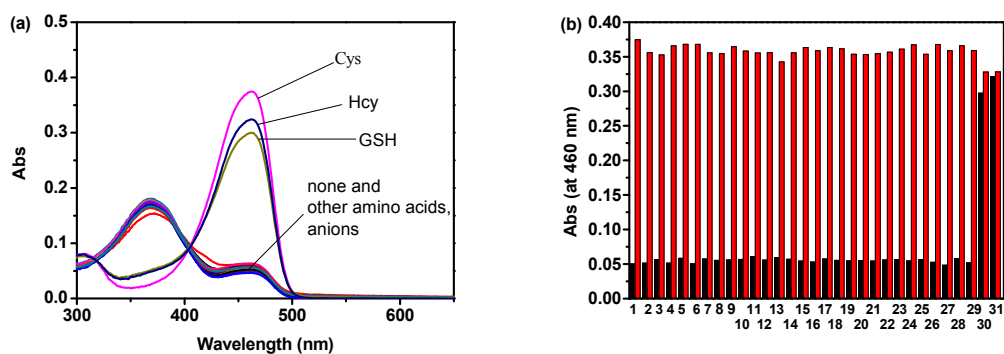 (a)
0.5
0.4
0.3
0.2
0.1
0.0
Abs
Cys
Hcy
GSH
none and
other amino acids,
anions
300 400 500 600
Wavelength (nm)
(b)
0.40
0.35
0.30
0.25
0.20
0.15
0.10
0.05
0.00
Abs (at 460 nm)
1 2 3 4 5 6 7 8 9 11 13 15 17 19 21 23 25 27 29 31
10 12 14 16 18 20 22 24 26 28 30